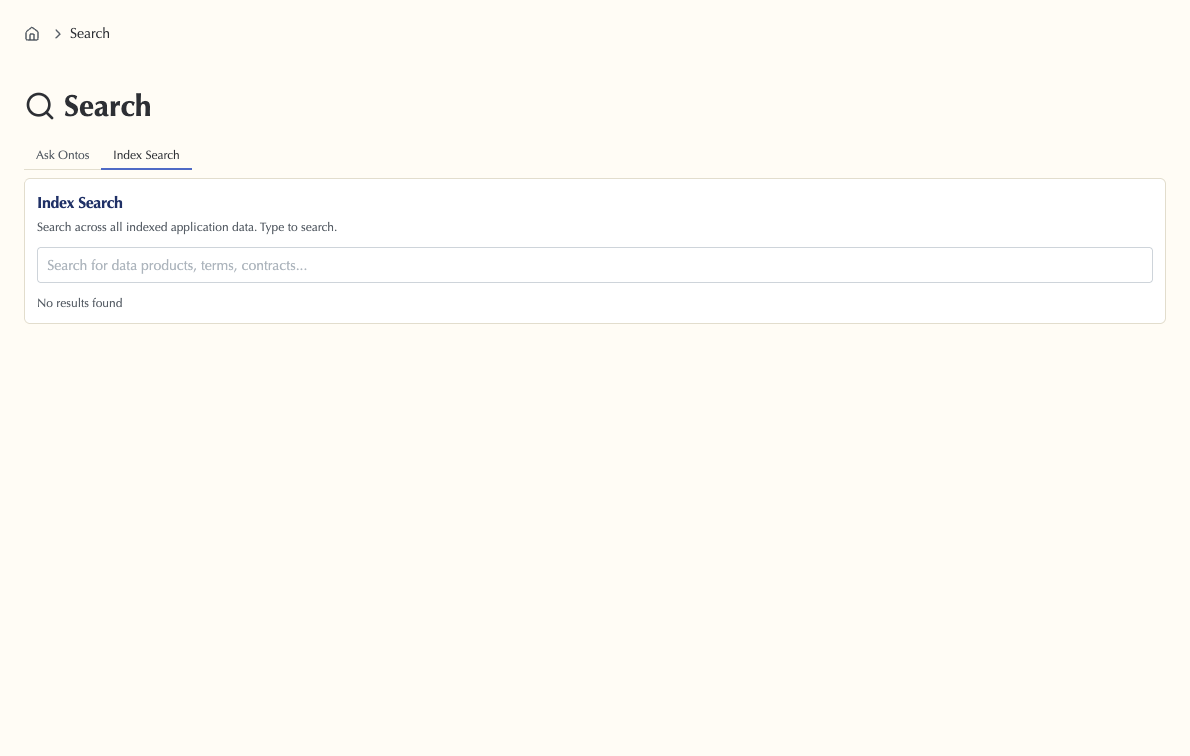 Search
Search
Ask Ontos
Index Search
Index Search
Search across all indexed application data. Type to search.
Search for data products, terms, contracts...
No results found